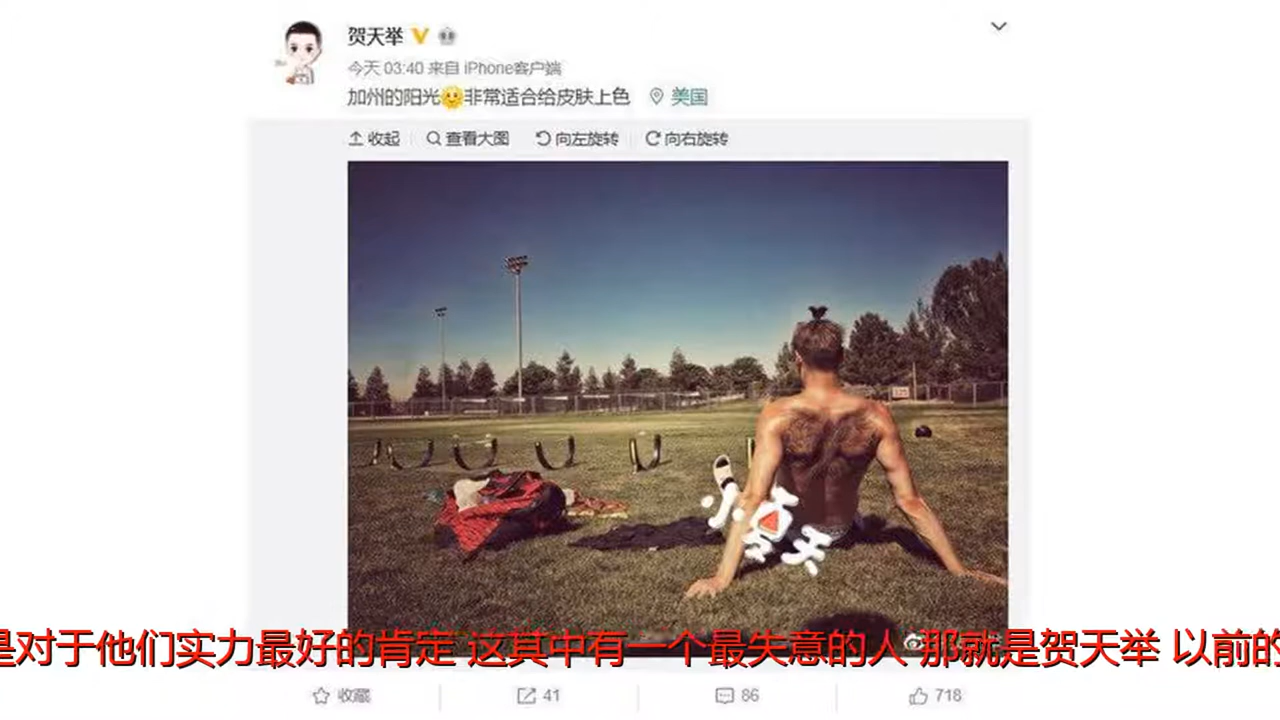 贺天举
今天 03:40 来自 iPhone客户端
加州的阳光🌞非常适合给皮肤上色 美国
收起 查看大图 向左旋转 向右旋转
是对于他们实力最好的肯定 这其中有一个最失意的人 那就是贺天举 以前的
收藏 41 86 718